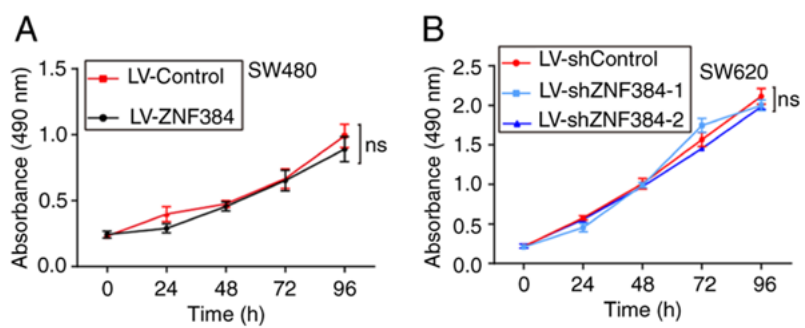 A
LV-Control
LV-ZNF384
SW480
Absorbance (490 nm)
1.5
1.0
0.5
0.0
ns
0 24 48 72 96
Time (h)
B
LV-shControl
LV-shZNF384-1
LV-shZNF384-2
SW620
Absorbance (490 nm)
2.5
2.0
1.5
1.0
0.5
0.0
ns
0 24 48 72 96
Time (h)